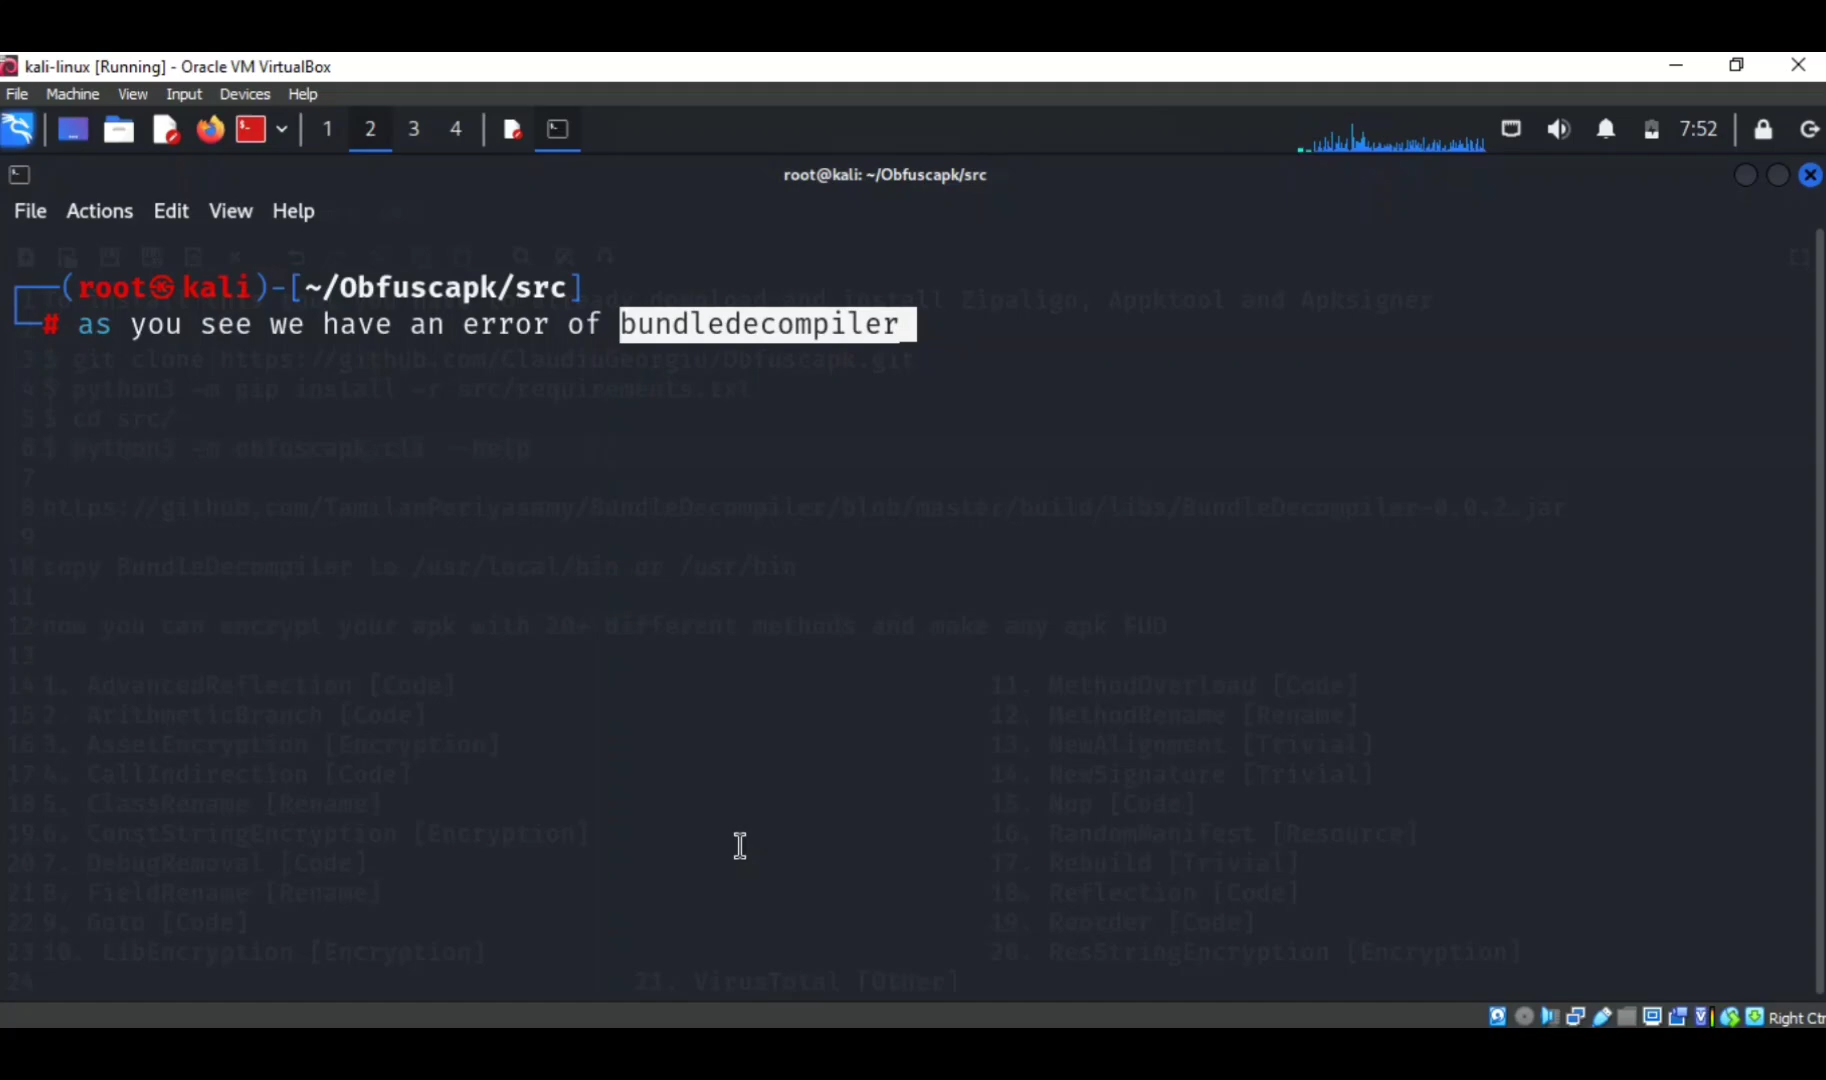 kali-linux [Running] - Oracle VM VirtualBox
File Machine View Input Devices Help
1 2 3 4 7:52
root@kali: ~/Obfuscapk/src
File Actions Edit View Help
(root㉿kali)-[~/Obfuscapk/src]
# as you see we have an error of bundledecompiler
download and install Zipalign, Appktool and Apksigner
3 $ git clone https://github.com/ClaudiuGeorgiu/Obfuscapk.git
4 $ python3 -m pip install -r src/requirements.txt
5 $ cd src/
6 $ python3 -m obfuscapk.cli --help
7
8 https://github.com/TamilanPeriyasamy/BundleDecompiler/blob/master/build/libs/BundleDecompiler-0.0.2.jar
9
10 copy BundleDecompiler to /usr/local/bin or /usr/bin
11
12 now you can encrypt your apk with 20+ different methods and make any apk FUD
13
14 1. AdvancedReflection [Code] 11. MethodOverload [Code]
15 2. ArithmeticBranch [Code] 12. MethodRename [Rename]
16 3. AssetEncryption [Encryption] 13. NewAlignment [Trivial]
17 4. CallIndirection [Code] 14. NewSignature [Trivial]
18 5. ClassRename [Rename] 15. Nop [Code]
19 6. ConstStringEncryption [Encryption] 16. RandomManifest [Resource]
20 7. DebugRemoval [Code] 17. Rebuild [Trivial]
21 8. FieldRename [Rename] 18. Reflection [Code]
22 9. Goto [Code] 19. Reorder [Code]
23 10. LibEncryption [Encryption] 20. ResStringEncryption [Encryption]
24 21. VirusTotal [Other]
Right Ctr